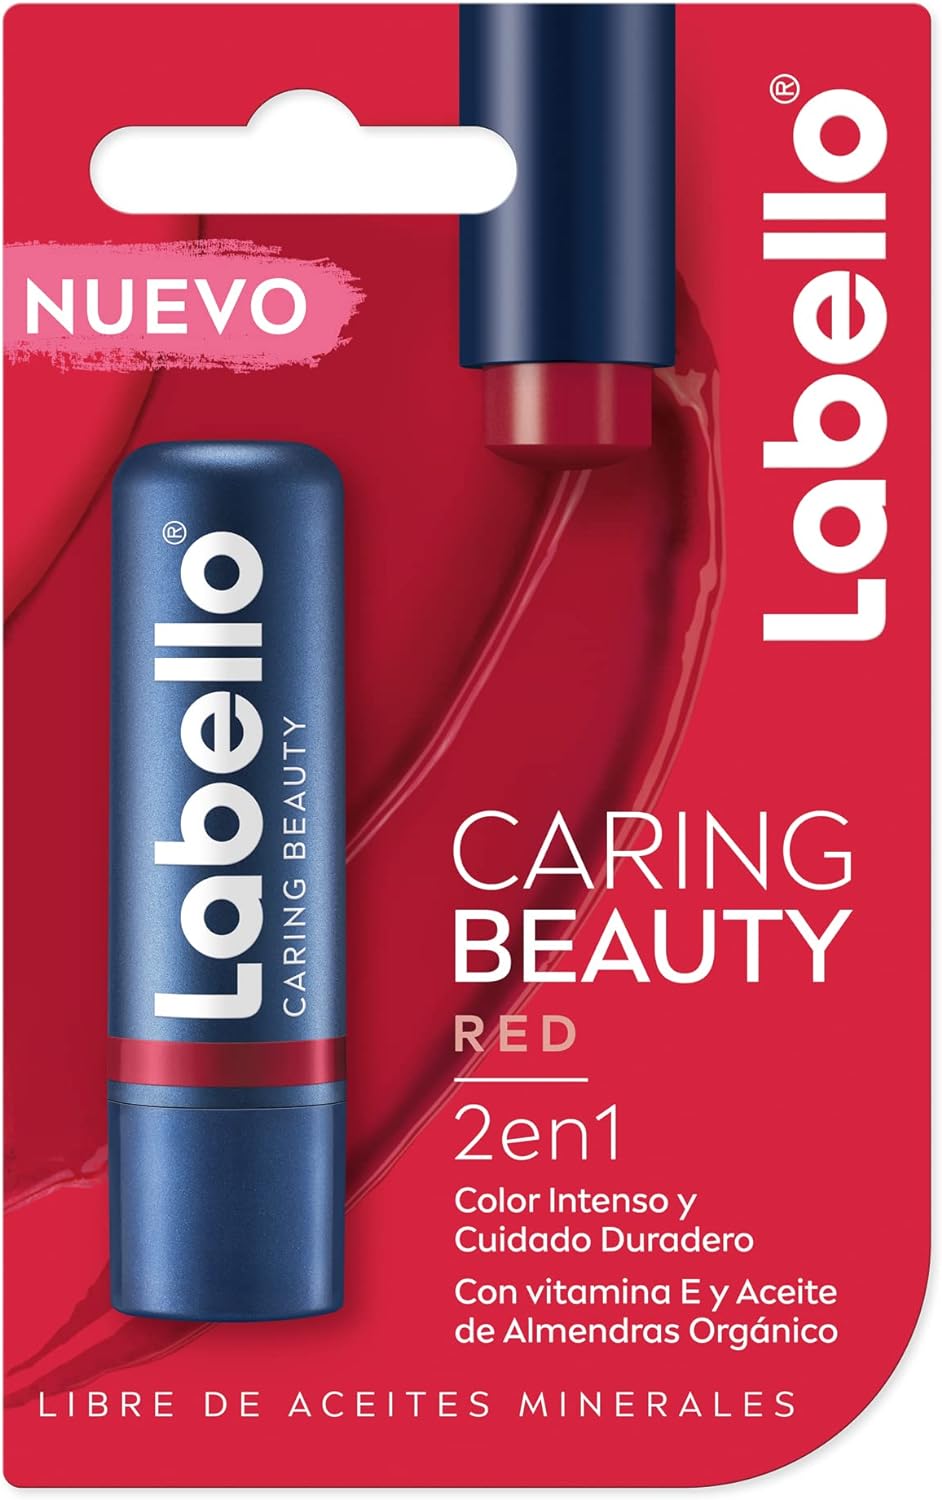 NUEVO
Labello®
Labello®
CARING BEAUTY
CARING
BEAUTY
RED
2en1
Color Intenso y
Cuidado Duradero
Con vitamina E y Aceite
de Almendras Orgánico
LIBRE DE ACEITES MINERALES